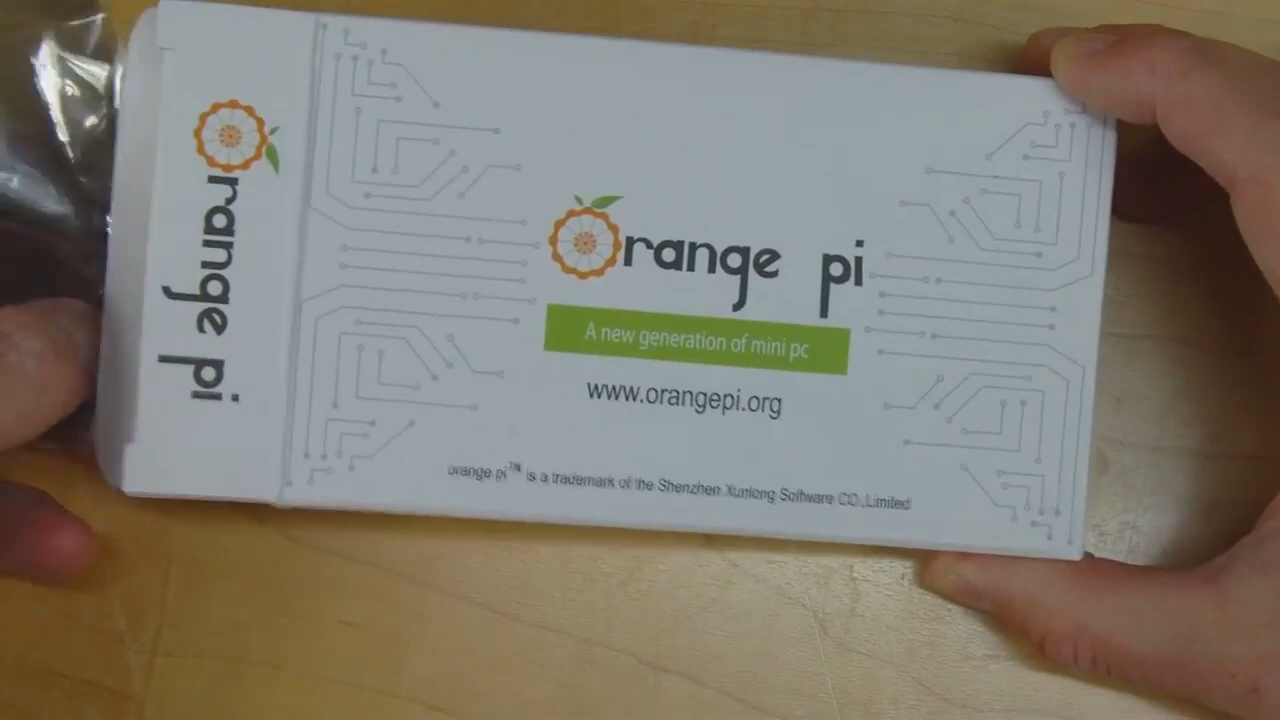 Orange pi
Orange pi
A new generation of mini pc
www.orangepi.org
orange pi™ is a trademark of the Shenzhen Xunlong Software CO.,Limited